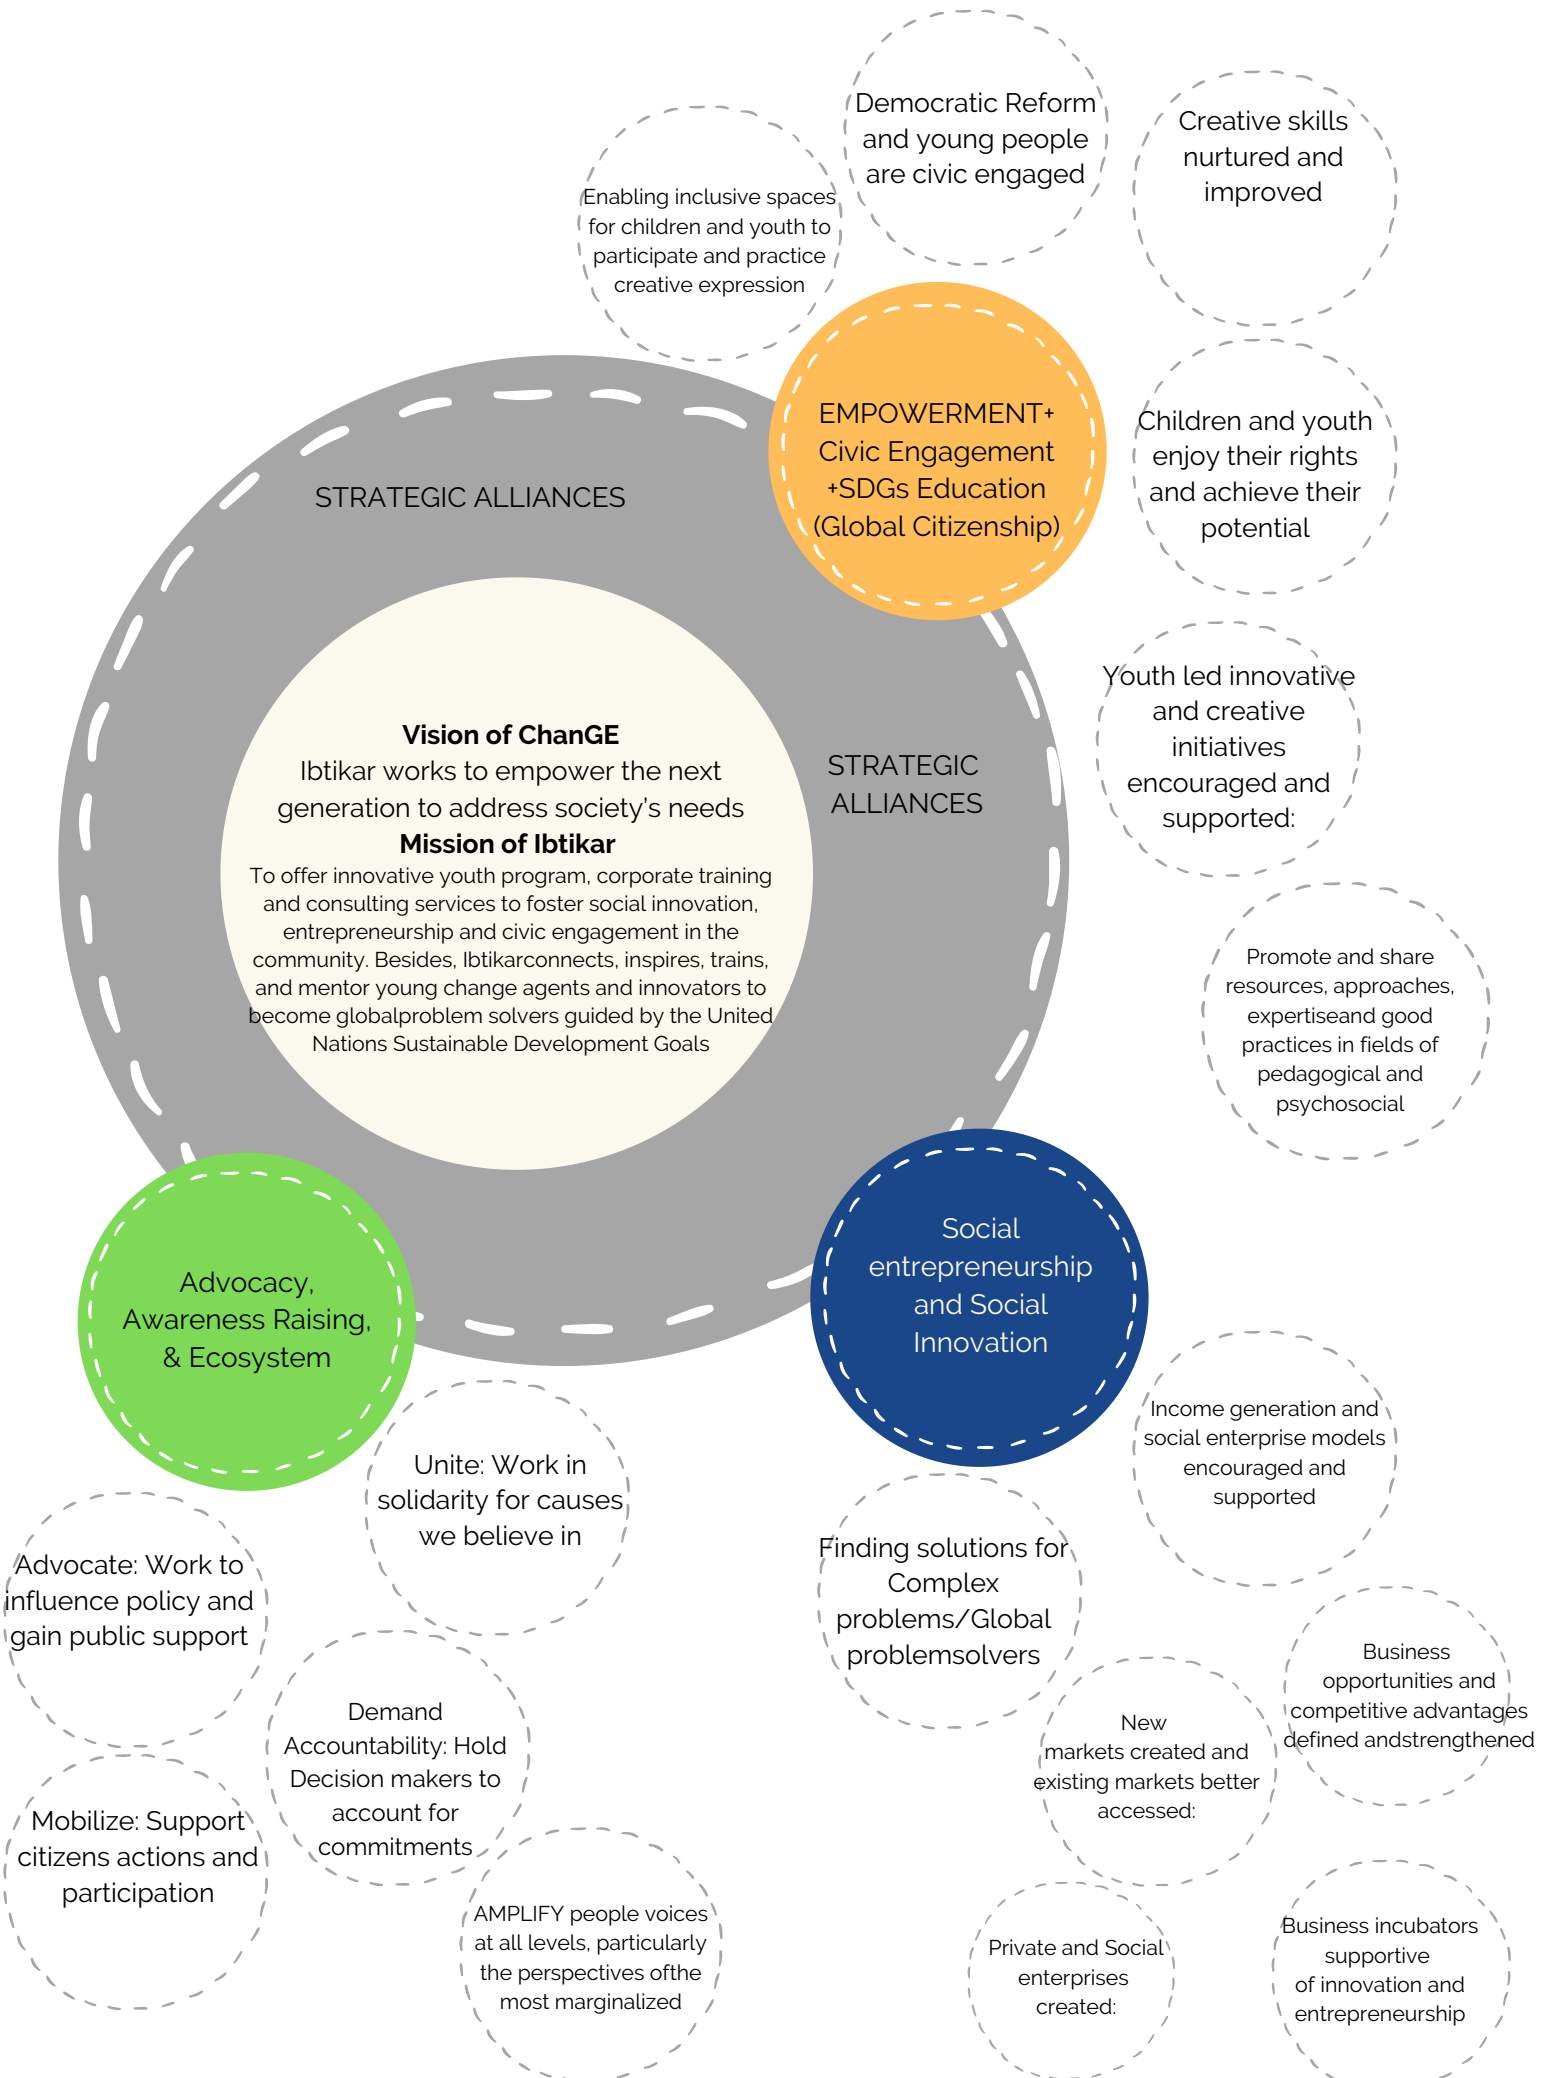 Democratic Reform
and young people
are civic engaged
Creative skills
nurtured and
improved
Enabling inclusive spaces
for children and youth to
participate and practice
creative expression
EMPOWERMENT+
Civic Engagement
+SDGs Education
(Global Citizenship)
Children and youth
enjoy their rights
and achieve their
potential
STRATEGIC ALLIANCES
Youth led innovative
and creative
initiatives
encouraged and
supported:
Vision of ChanGE
Ibtikar works to empower the next
generation to address society's needs
Mission of Ibtikar
To offer innovative youth program, corporate training
and consulting services to foster social innovation,
entrepreneurship and civic engagement in the
community. Besides, Ibtikarconnects, inspires, trains,
and mentor young change agents and innovators to
become globalproblem solvers guided by the United
Nations Sustainable Development Goals
STRATEGIC
ALLIANCES
Promote and share
resources, approaches,
expertiseand good
practices in fields of
pedagogical and
psychosocial
Advocacy,
Awareness Raising,
& Ecosystem
Social
entrepreneurship
and Social
Innovation
Unite: Work in
solidarity for causes
we believe in
Advocate: Work to
influence policy and
gain public support
Demand
Accountability: Hold
Decision makers to
account for
commitments
Mobilize: Support
citizens actions and
participation
AMPLIFY people voices
at all levels, particularly
the perspectives ofthe
most marginalized
Income generation and
social enterprise models
encouraged and
supported
Finding solutions for
Complex
problems/Global
problemsolvers
Business
opportunities and
competitive advantages
defined andstrengthened
New
markets created and
existing markets better
accessed:
Private and Social
enterprises
created:
Business incubators
supportive
of innovation and
entrepreneurship